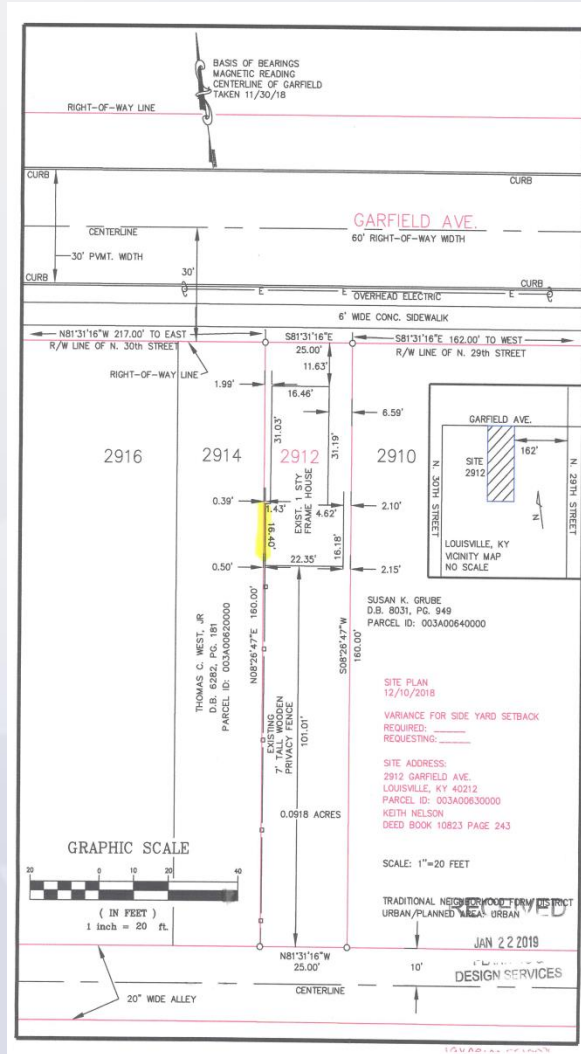 BASIS OF BEARINGS
MAGNETIC READING
CENTERLINE OF GARFIELD
TAKEN 11/30/18
RIGHT-OF-WAY LINE
CURB
CURB
GARFIELD AVE.
CENTERLINE
60' RIGHT-OF-WAY WIDTH
30' PVMT. WIDTH
30'
CURB
CURB
E E E
OVERHEAD ELECTRIC
6' WIDE CONC. SIDEWALK
N81°31'16"W 217.00' TO EAST
R/W LINE OF N. 30th STREET
S81°31'16"E
25.00'
S81°31'16"E 162.00' TO WEST
R/W LINE OF N. 29th STREET
RIGHT-OF-WAY LINE
11.63'
1.99'
16.46'
6.59'
31.03'
31.19'
2916
2914
2912
2910
EXIST. 1 STY
FRAME HOUSE
0.39'
1.43'
4.62'
2.10'
16.40'
16.18'
0.50'
22.35'
2.15'
GARFIELD AVE.
162'
SITE
2912
N. 30TH STREET
N. 29TH STREET
N
LOUISVILLE, KY
VICINITY MAP
NO SCALE
THOMAS C. WEST, JR
D.B. 6282, PG. 181
PARCEL ID: 003A00620000
N08°26'47"E 160.00'
S08°26'47"W
160.00'
SUSAN K. GRUBE
D.B. 8031, PG. 949
PARCEL ID: 003A00640000
EXISTING
7' TALL WOODEN
PRIVACY FENCE
101.01'
0.0918 ACRES
SITE PLAN
12/10/2018
VARIANCE FOR SIDE YARD SETBACK
REQUIRED:
REQUESTING:
SITE ADDRESS:
2912 GARFIELD AVE.
LOUISVILLE, KY 40212
PARCEL ID: 003A00630000
KEITH NELSON
DEED BOOK 10823 PAGE 243
SCALE: 1"=20 FEET
TRADITIONAL NEIGHBORHOOD FORM DISTRICT
URBAN/PLANNED AREA: URBAN
RECEIVED
JAN 22 2019
DESIGN SERVICES
GRAPHIC SCALE
20 0 10 20 40
( IN FEET )
1 inch = 20 ft.
N81°31'16"W
25.00'
10'
CENTERLINE
20" WIDE ALLEY